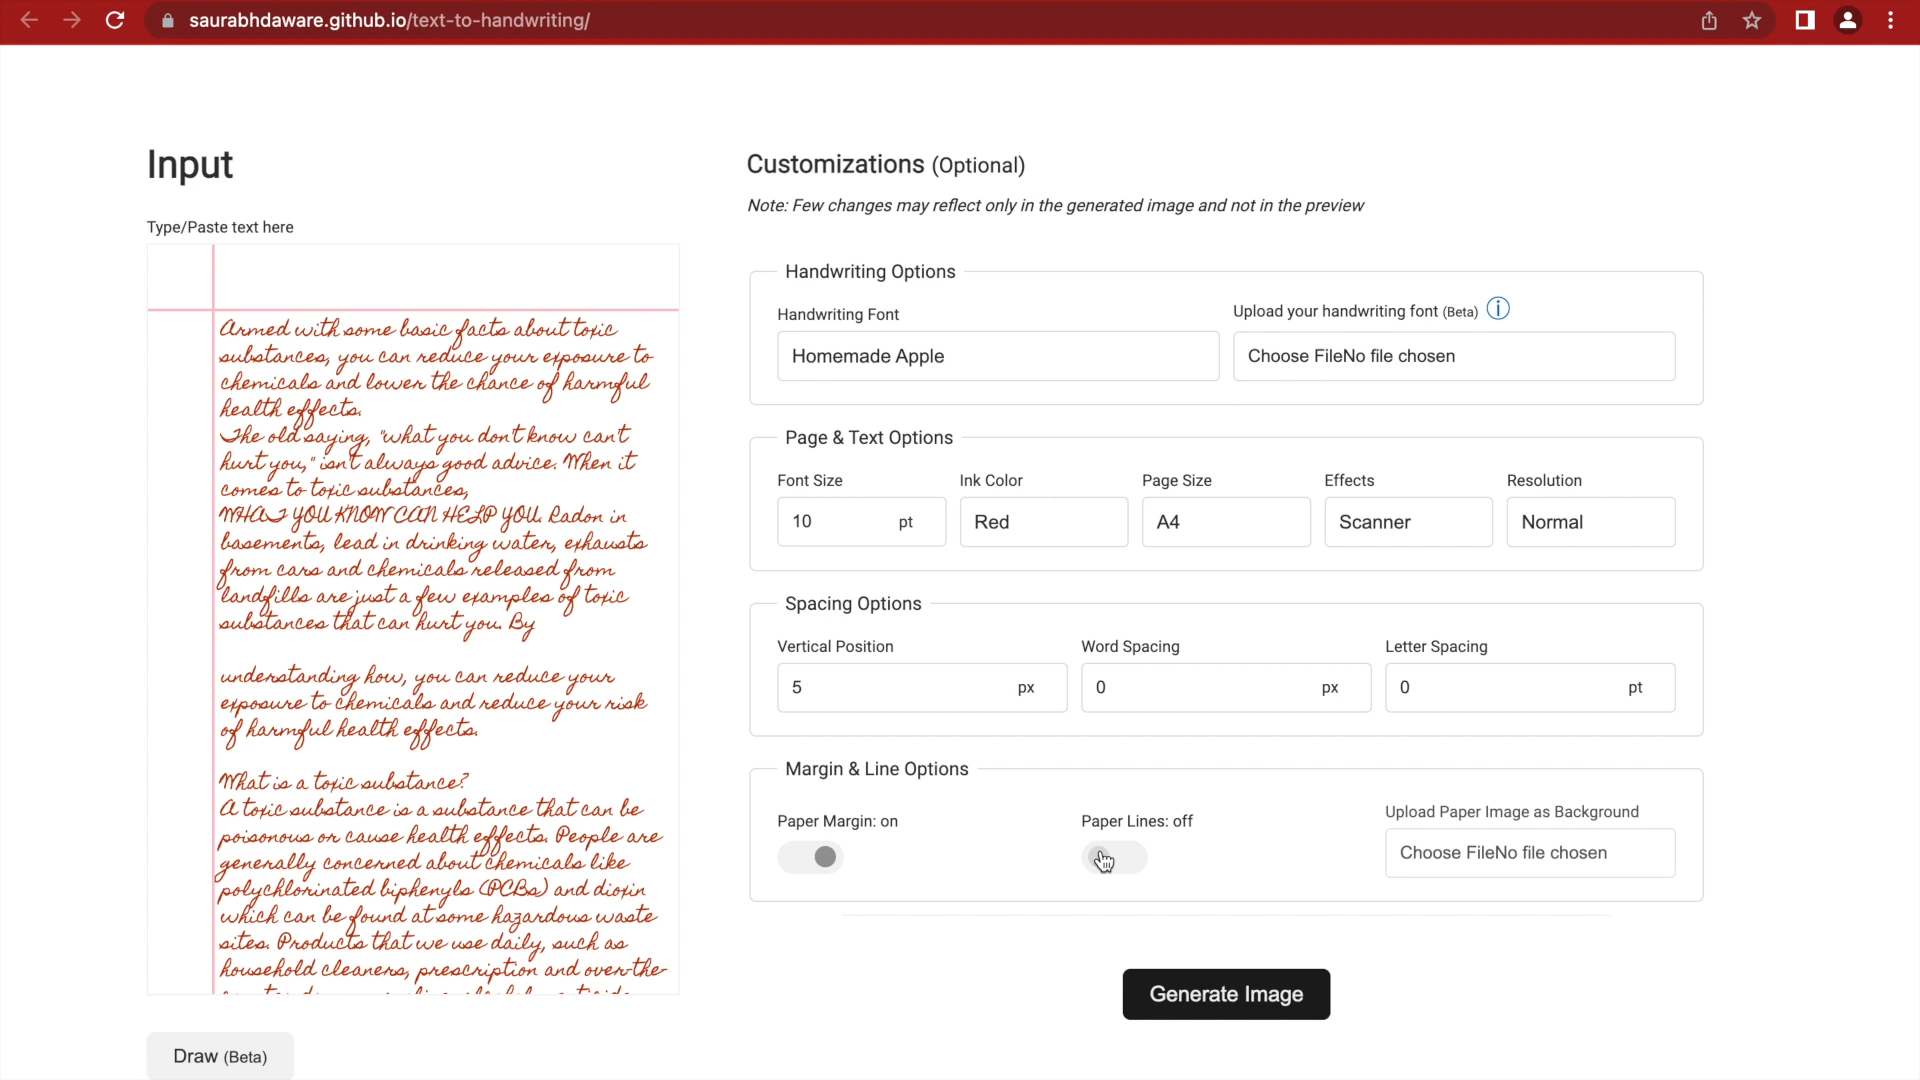 saurabhdaware.github.io/text-to-handwriting/
Input
Type/Paste text here
Armed with some basic facts about toxic
substances, you can reduce your exposure to
chemicals and lower the chance of harmful
health effects.
The old saying, "what you don't know can't
hurt you," isn't always good advice. When it
comes to toxic substances,
WHAT YOU KNOW CAN HELP YOU. Radon in
basements, lead in drinking water, exhausts
from cars and chemicals released from
landfills are just a few examples of toxic
substances that can hurt you. By
understanding how, you can reduce your
exposure to chemicals and reduce your risk
of harmful health effects.
What is a toxic substance?
A toxic substance is a substance that can be
poisonous or cause health effects. People are
generally concerned about chemicals like
polychlorinated biphenyls (PCBs) and dioxin
which can be found at some hazardous waste
sites. Products that we use daily, such as
household cleaners, prescription and over-the-
Draw (Beta)
Customizations (Optional)
Note: Few changes may reflect only in the generated image and not in the preview
Handwriting Options
Handwriting Font
Homemade Apple
Upload your handwriting font (Beta)
Choose FileNo file chosen
Page & Text Options
Font Size
10 pt
Ink Color
Red
Page Size
A4
Effects
Scanner
Resolution
Normal
Spacing Options
Vertical Position
5 px
Word Spacing
0 px
Letter Spacing
0 pt
Margin & Line Options
Paper Margin: on
Paper Lines: off
Upload Paper Image as Background
Choose FileNo file chosen
Generate Image